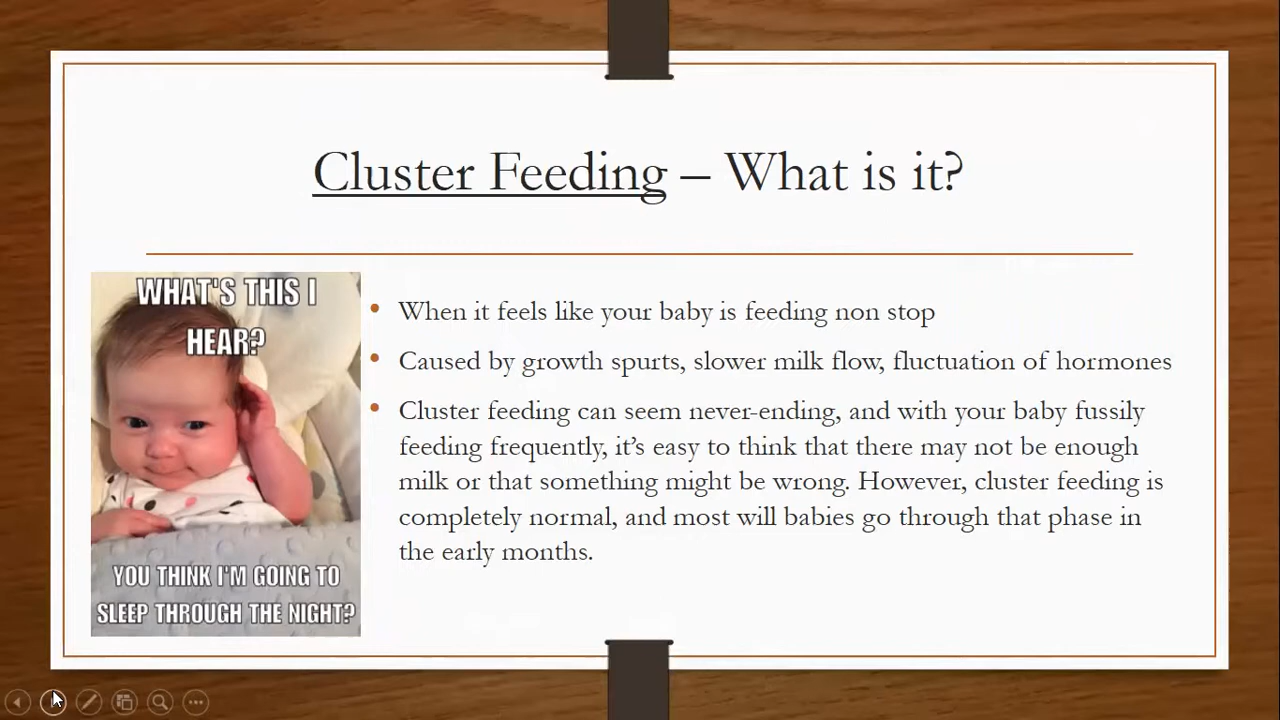 Cluster Feeding – What is it?
WHAT'S THIS I
HEAR?
YOU THINK I'M GOING TO
SLEEP THROUGH THE NIGHT?
• When it feels like your baby is feeding non stop
• Caused by growth spurts, slower milk flow, fluctuation of hormones
• Cluster feeding can seem never-ending, and with your baby fussily
feeding frequently, it’s easy to think that there may not be enough
milk or that something might be wrong. However, cluster feeding is
completely normal, and most will babies go through that phase in
the early months.